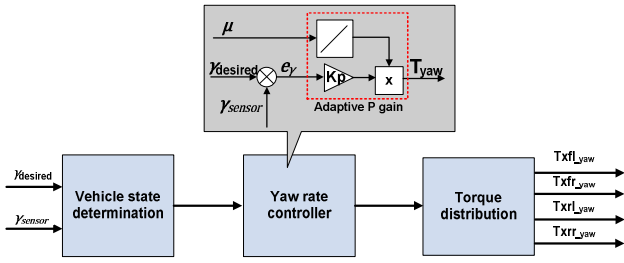 μ
γdesired
eγ
Kp
x
Tyaw
γsensor
Adaptive P gain
γdesired
γsensor
Vehicle state
determination
Yaw rate
controller
Torque
distribution
Txfl_yaw
Txfr_yaw
Txrl_yaw
Txrr_yaw